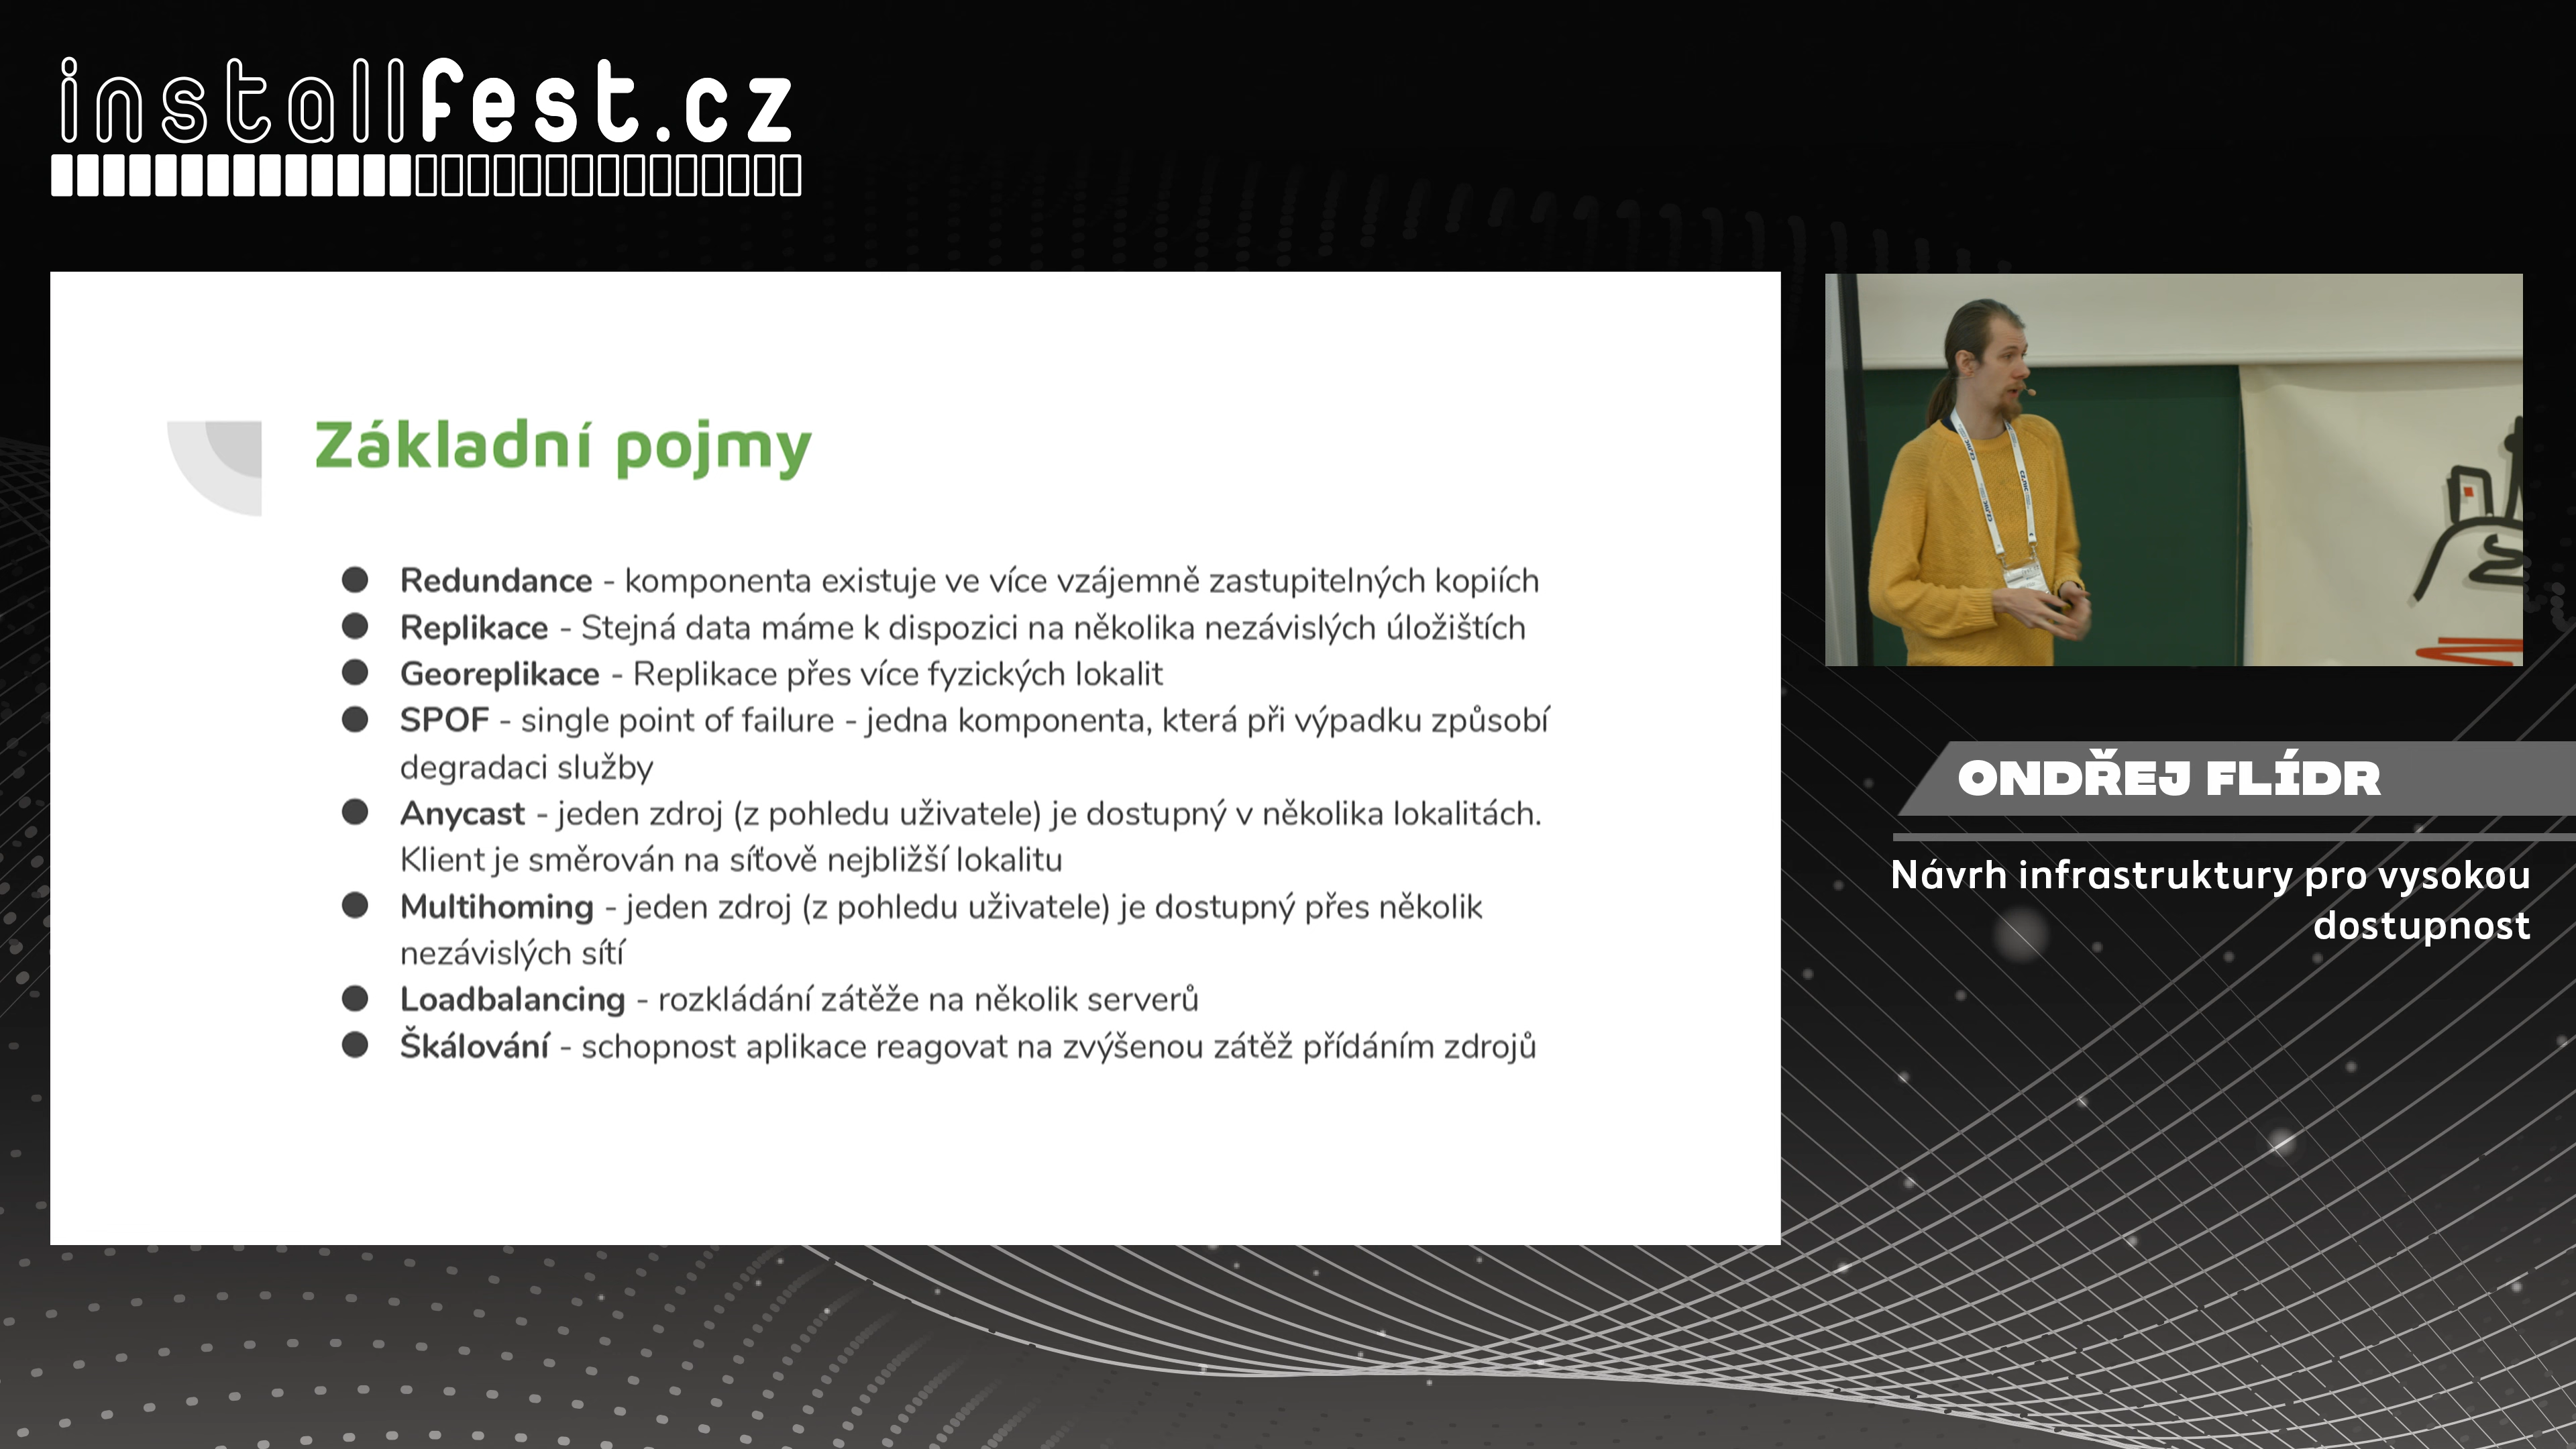 installfest.cz
Základní pojmy
Redundance - komponenta existuje ve více vzájemně zastupitelných kopiích
Replikace - Stejná data máme k dispozici na několika nezávislých úložištích
Georeplikace - Replikace přes více fyzických lokalit
SPOF - single point of failure - jedna komponenta, která při výpadku způsobí
degradaci služby
Anycast - jeden zdroj (z pohledu uživatele) je dostupný v několika lokalitách.
Klient je směrován na síťově nejbližší lokalitu
Multihoming - jeden zdroj (z pohledu uživatele) je dostupný přes několik
nezávislých sítí
Loadbalancing - rozkládání zátěže na několik serverů
Škálování - schopnost aplikace reagovat na zvýšenou zátěž přídáním zdrojů
ONDŘEJ FLÍDR
Návrh infrastruktury pro vysokou
dostupnost